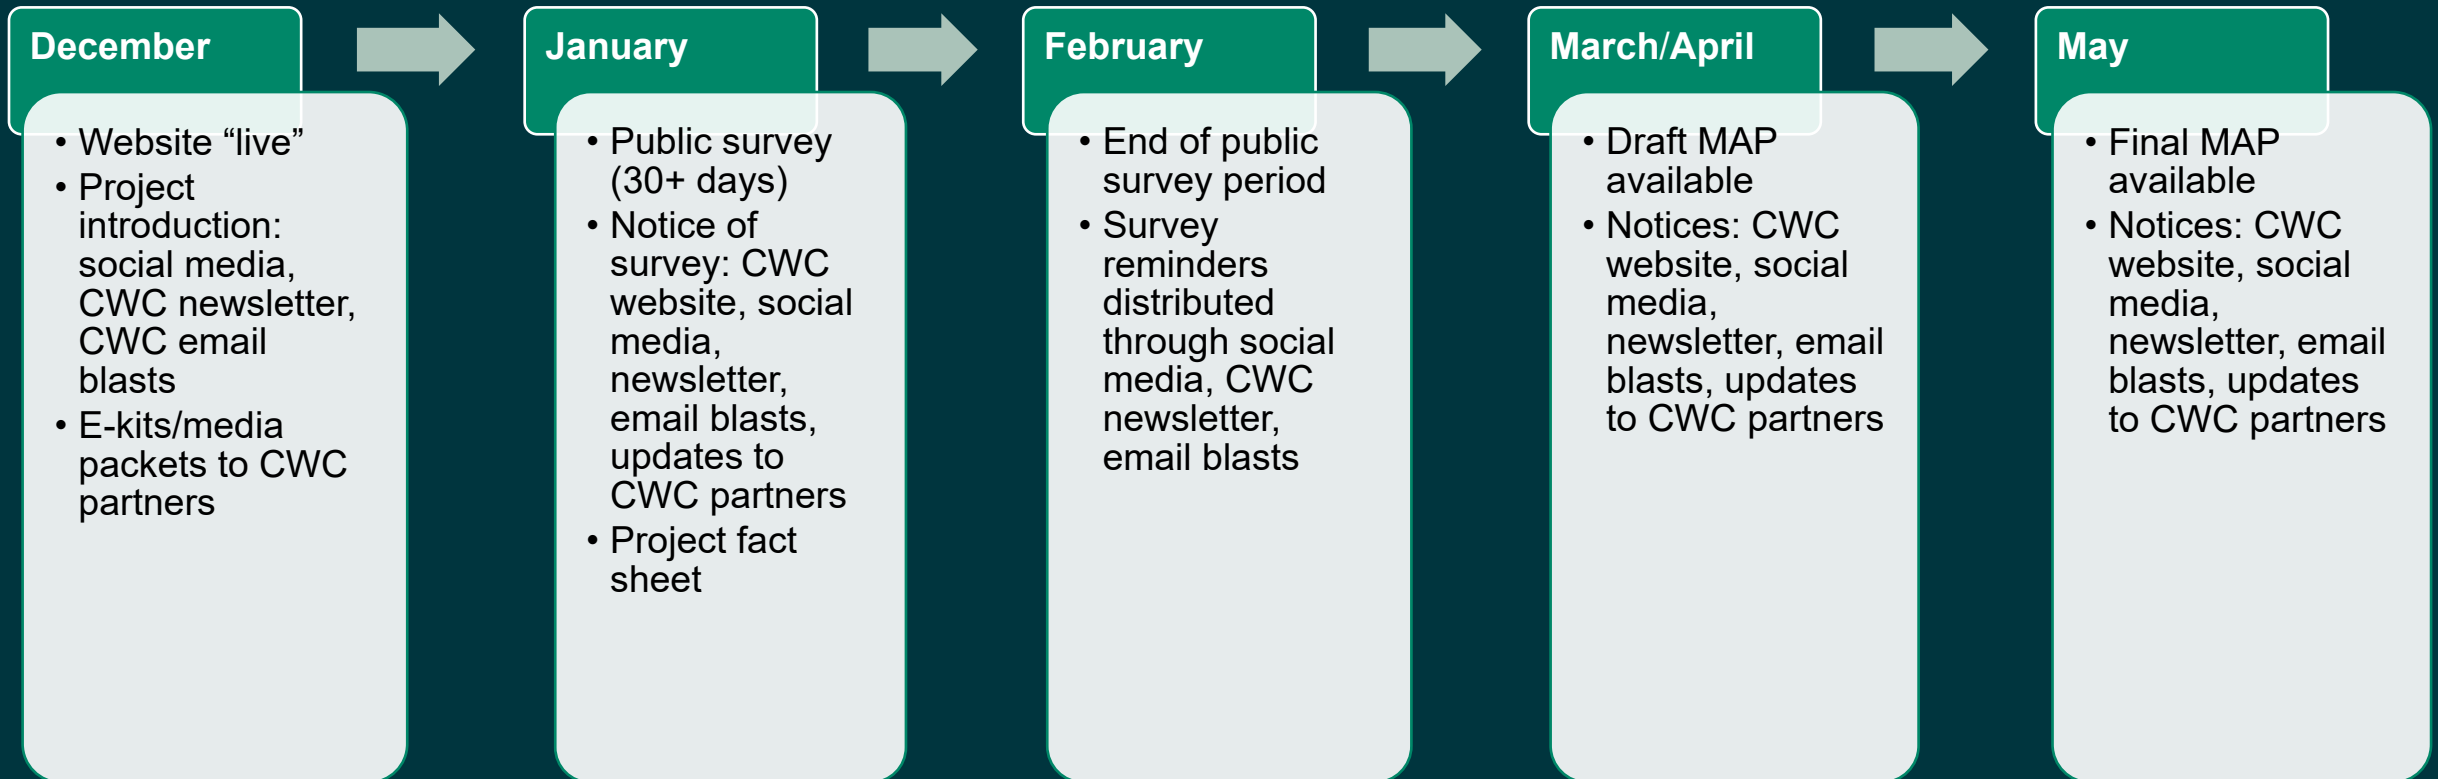 December
• Website “live”
• Project
introduction:
social media,
CWC newsletter,
CWC email
blasts
• E-kits/media
packets to CWC
partners
January
• Public survey
(30+ days)
• Notice of
survey: CWC
website, social
media,
newsletter,
email blasts,
updates to
CWC partners
• Project fact
sheet
February
• End of public
survey period
• Survey
reminders
distributed
through social
media, CWC
newsletter,
email blasts
March/April
• Draft MAP
available
• Notices: CWC
website, social
media,
newsletter, email
blasts, updates
to CWC partners
May
• Final MAP
available
• Notices: CWC
website, social
media,
newsletter, email
blasts, updates
to CWC partners